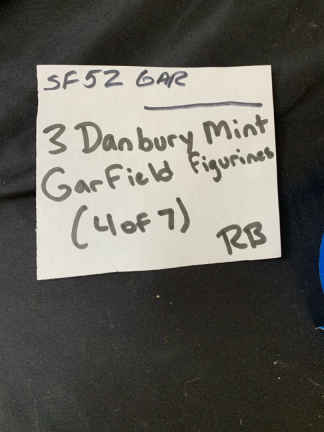 SF52 GAR
3 Danbury Mint
Garfield Figurines
(4 of 7)
RB